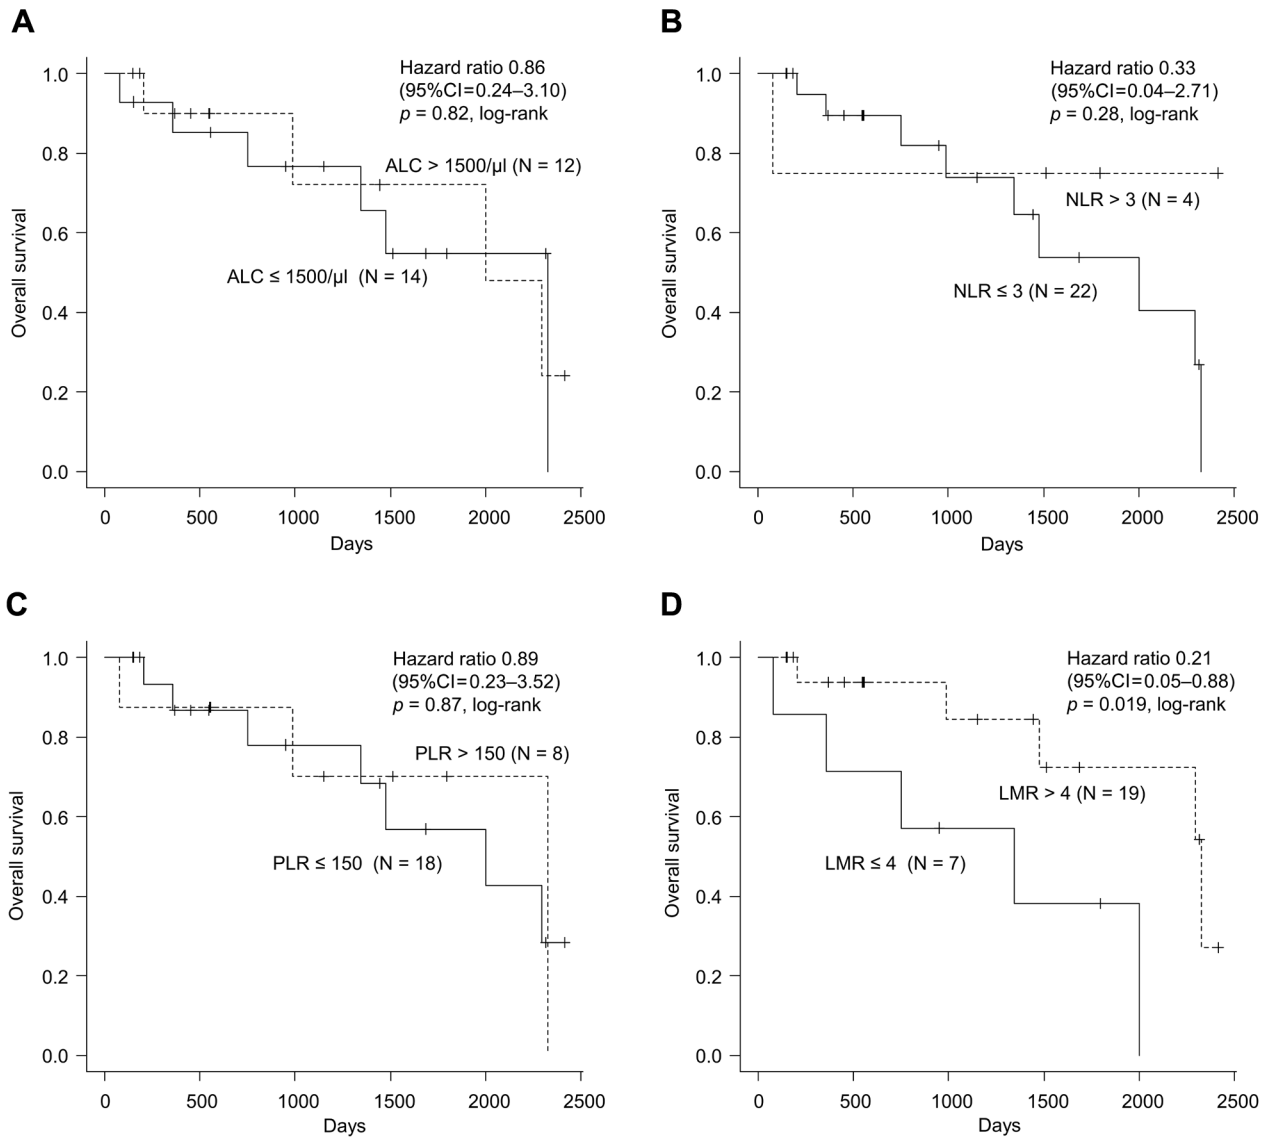 A
Hazard ratio 0.86
(95%CI=0.24–3.10)
p = 0.82, log-rank
ALC > 1500/µl (N = 12)
ALC ≤ 1500/µl (N = 14)
Overall survival
1.0
0.8
0.6
0.4
0.2
0.0
0 500 1000 1500 2000 2500
Days
B
Hazard ratio 0.33
(95%CI=0.04–2.71)
p = 0.28, log-rank
NLR > 3 (N = 4)
NLR ≤ 3 (N = 22)
Overall survival
1.0
0.8
0.6
0.4
0.2
0.0
0 500 1000 1500 2000 2500
Days
C
Hazard ratio 0.89
(95%CI=0.23–3.52)
p = 0.87, log-rank
PLR > 150 (N = 8)
PLR ≤ 150 (N = 18)
Overall survival
1.0
0.8
0.6
0.4
0.2
0.0
0 500 1000 1500 2000 2500
Days
D
Hazard ratio 0.21
(95%CI=0.05–0.88)
p = 0.019, log-rank
LMR > 4 (N = 19)
LMR ≤ 4 (N = 7)
Overall survival
1.0
0.8
0.6
0.4
0.2
0.0
0 500 1000 1500 2000 2500
Days